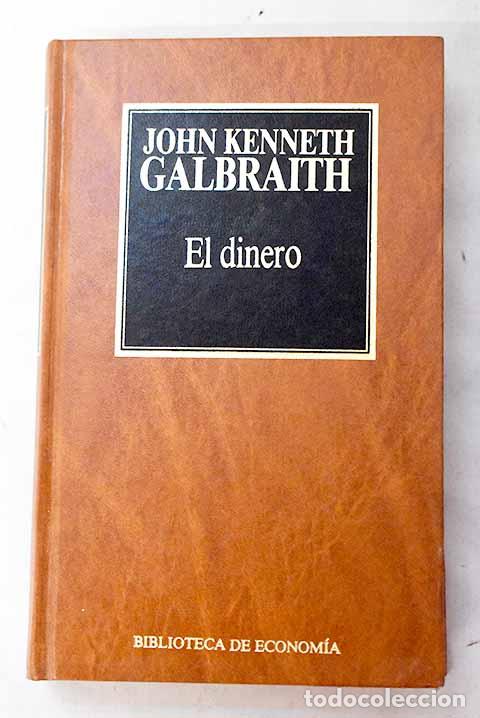 JOHN KENNETH
GALBRAITH
El dinero
BIBLIOTECA DE ECONOMÍA
todocoleccion